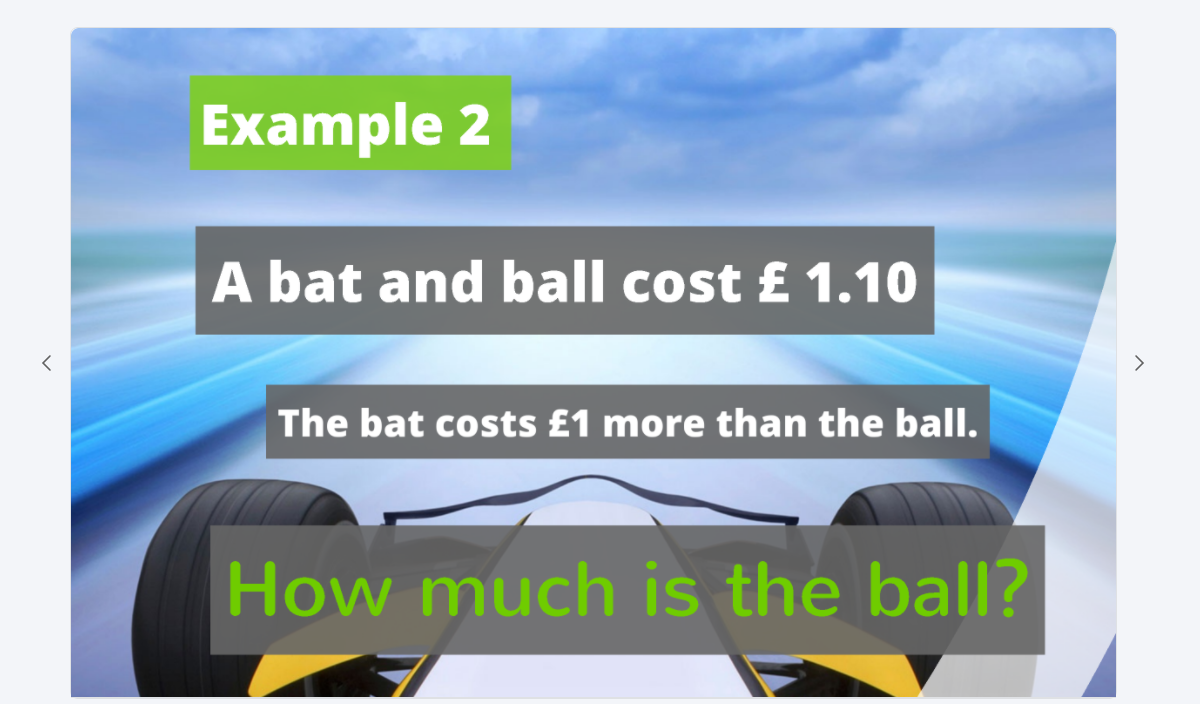 Example 2
A bat and ball cost £ 1.10
The bat costs £1 more than the ball.
How much is the ball?